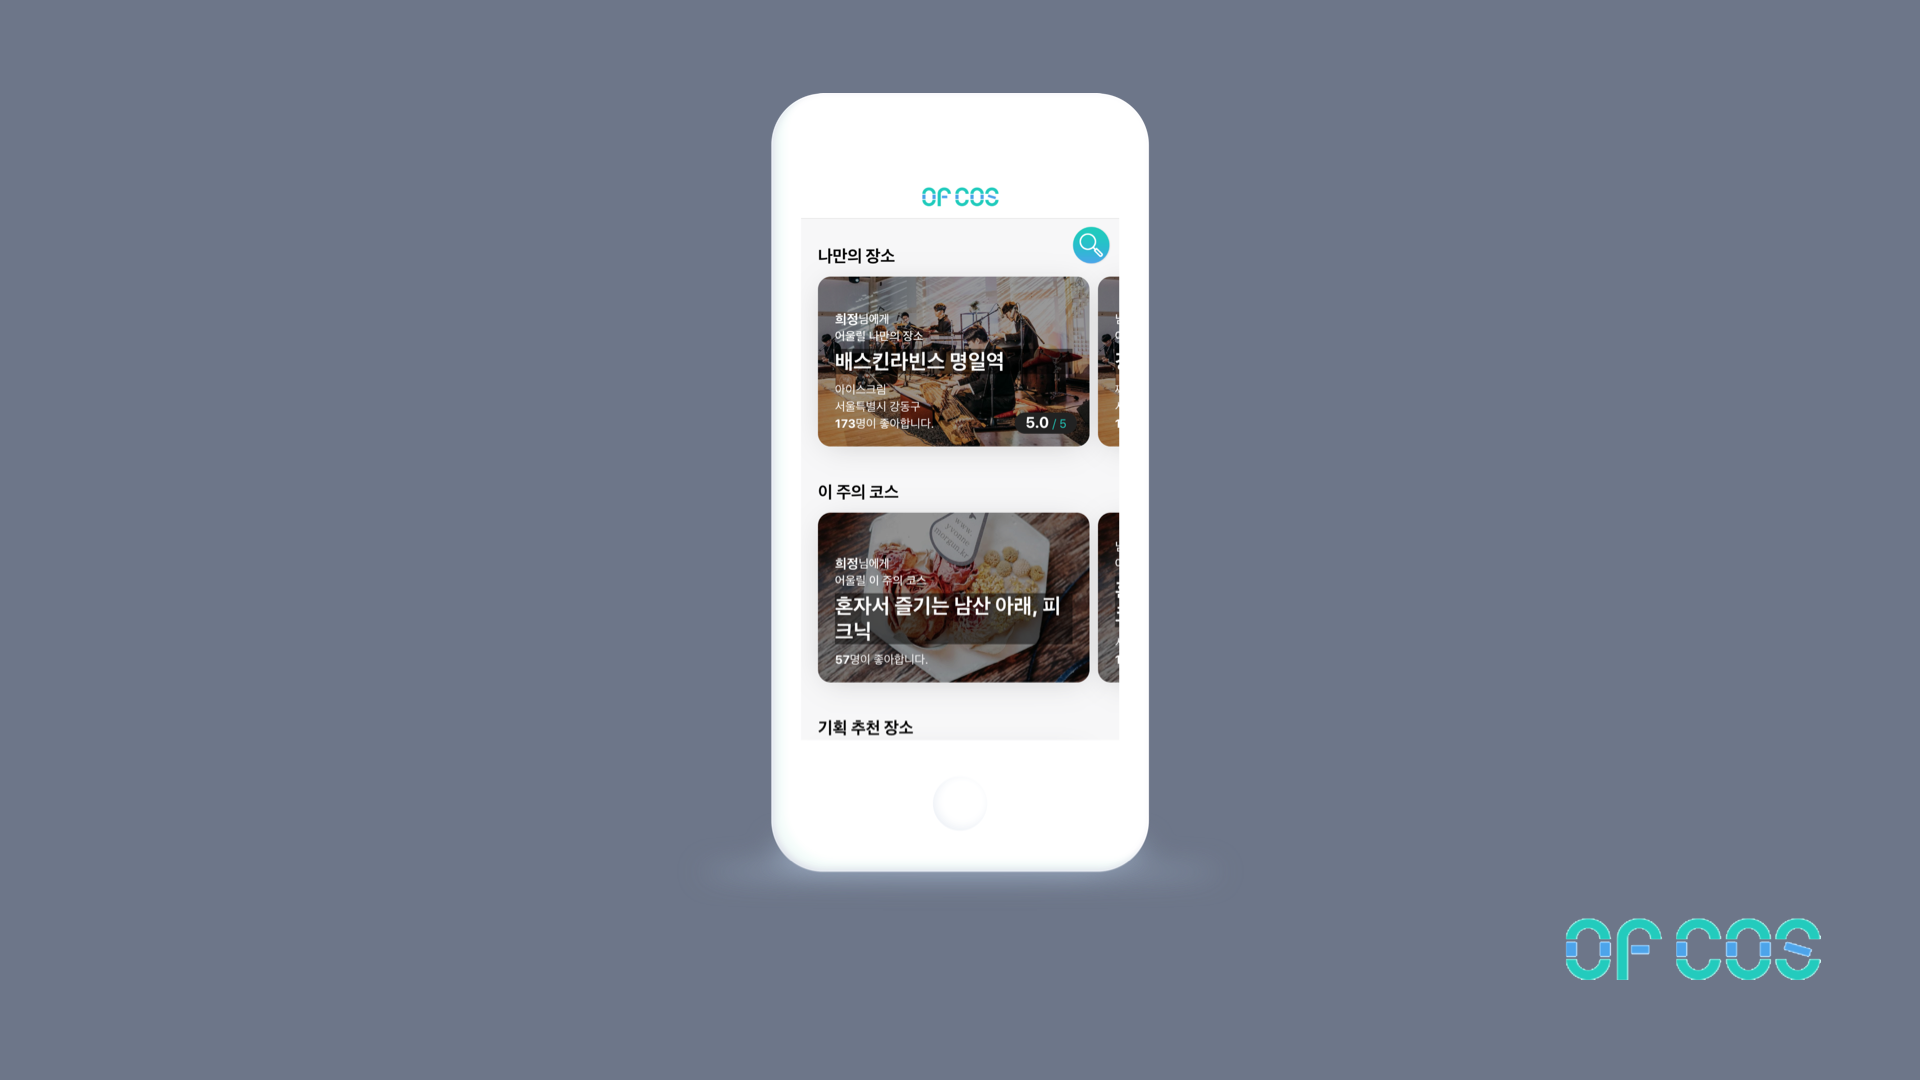 OF COS
나만의 장소
희정님에게
어울릴 나만의 장소
배스킨라빈스 명일역
아이스크림
서울특별시 강동구
173명이 좋아합니다.
5.0 / 5
이 주의 코스
www.
yvonne
morgan.kr
희정님에게
어울릴 이 주의 코스
혼자서 즐기는 남산 아래, 피
크닉
57명이 좋아합니다.
기획 추천 장소
OF COS